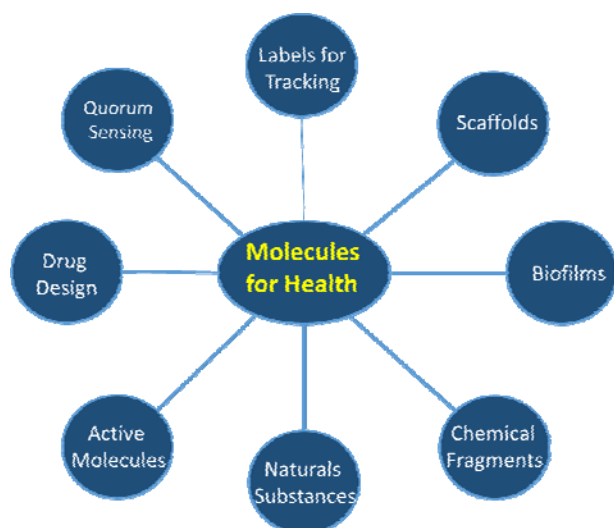 Labels for
Tracking
Quorum
Sensing
Scaffolds
Molecules
for Health
Drug
Design
Biofilms
Active
Molecules
Naturals
Substances
Chemical
Fragments